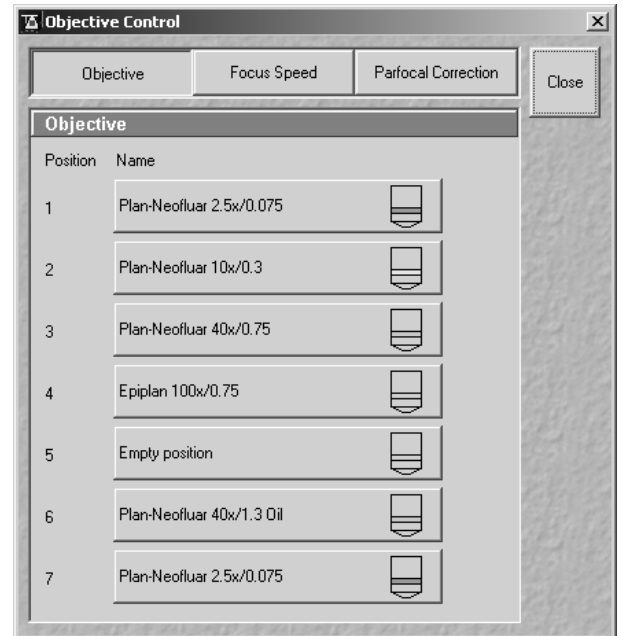 Objective Control
Objective Focus Speed Parfocal Correction Close
Objective
Position Name
1 Plan-Neofluar 2.5x/0.075
2 Plan-Neofluar 10x/0.3
3 Plan-Neofluar 40x/0.75
4 Epiplan 100x/0.75
5 Empty position
6 Plan-Neofluar 40x/1.3 Oil
7 Plan-Neofluar 2.5x/0.075